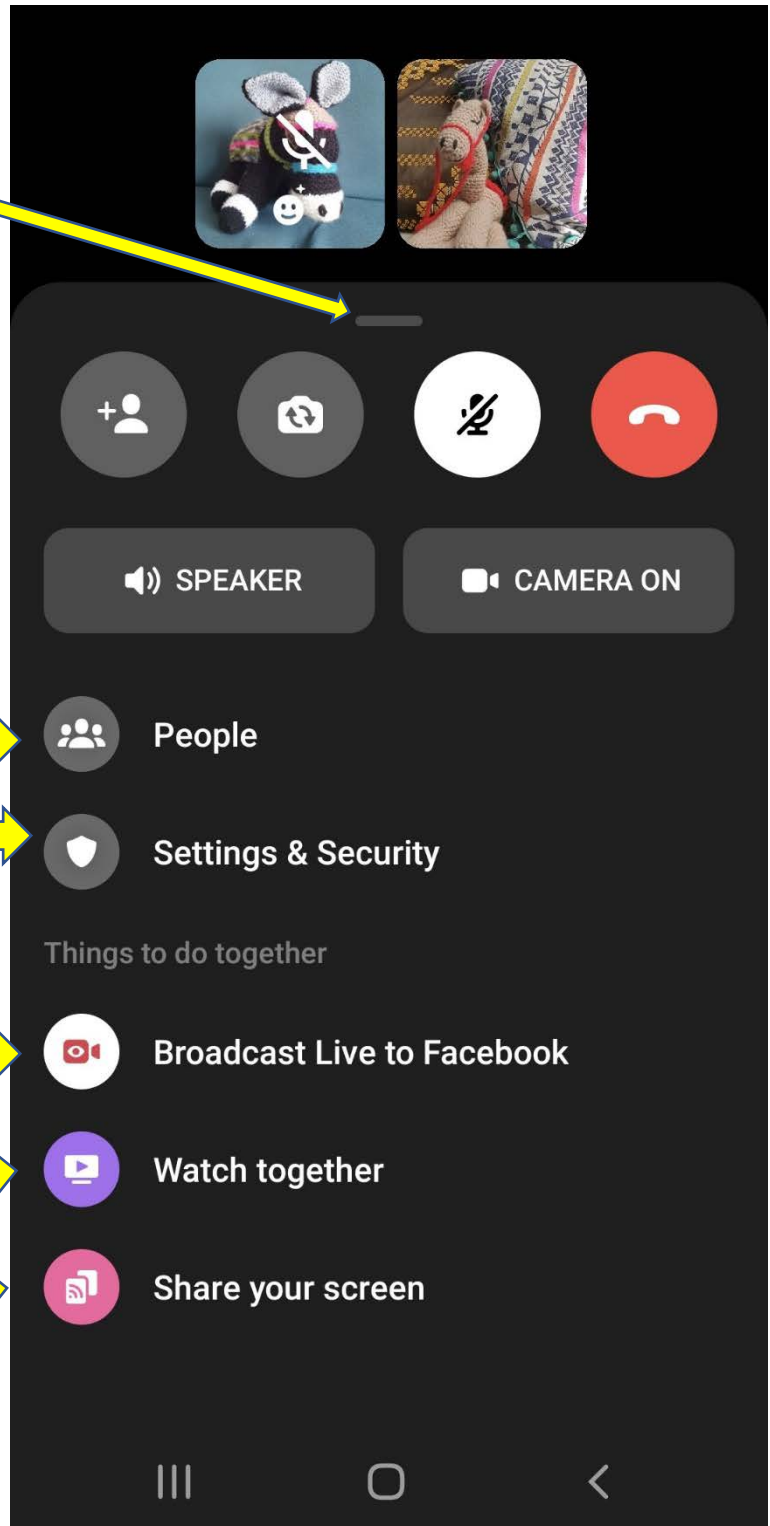 SPEAKER
CAMERA ON
People
Settings & Security
Things to do together
Broadcast Live to Facebook
Watch together
Share your screen